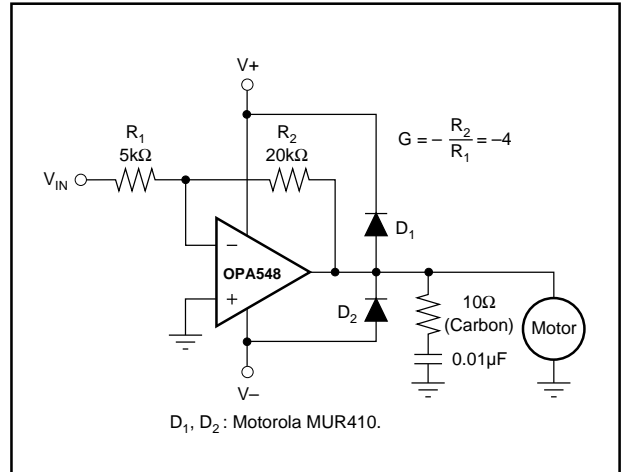 V+
R1
5kΩ
R2
20kΩ
G = – R2/R1 = –4
VIN
D1
–
OPA548
+
D2
10Ω
(Carbon)
Motor
0.01µF
V–
D1, D2 : Motorola MUR410.